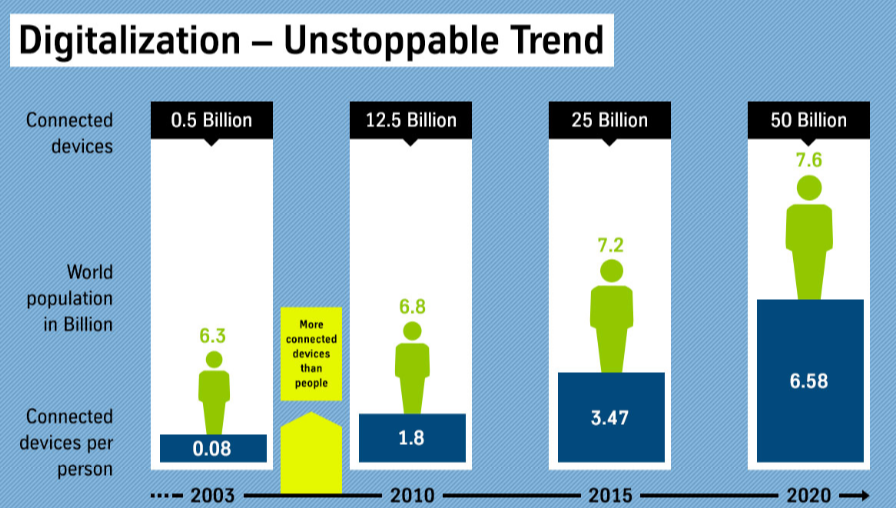 Digitalization – Unstoppable Trend
Connected
devices
0.5 Billion
12.5 Billion
25 Billion
50 Billion
World
population
in Billion
6.3
6.8
7.2
7.6
More
connected
devices
than
people
Connected
devices per
person
0.08
1.8
3.47
6.58
2003
2010
2015
2020